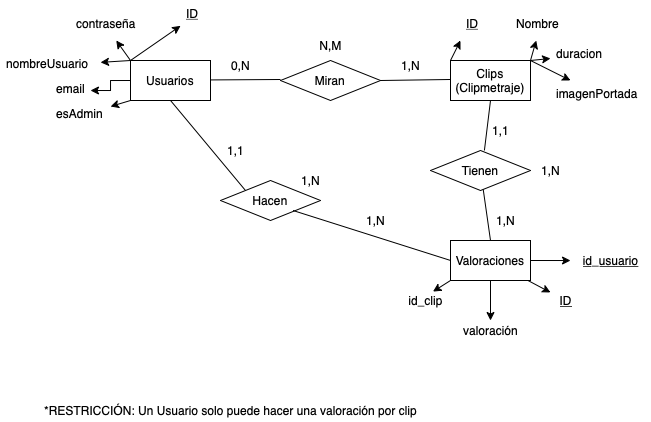 ID
contraseña
nombreUsuario
email
esAdmin
Usuarios
0,N
N,M
Miran
1,N
ID
Nombre
duracion
imagenPortada
Clips
(Clipmetraje)
1,1
Tienen
1,N
1,N
1,1
1,N
Hacen
1,N
Valoraciones
id_usuario
id_clip
ID
valoración
*RESTRICCIÓN: Un Usuario solo puede hacer una valoración por clip